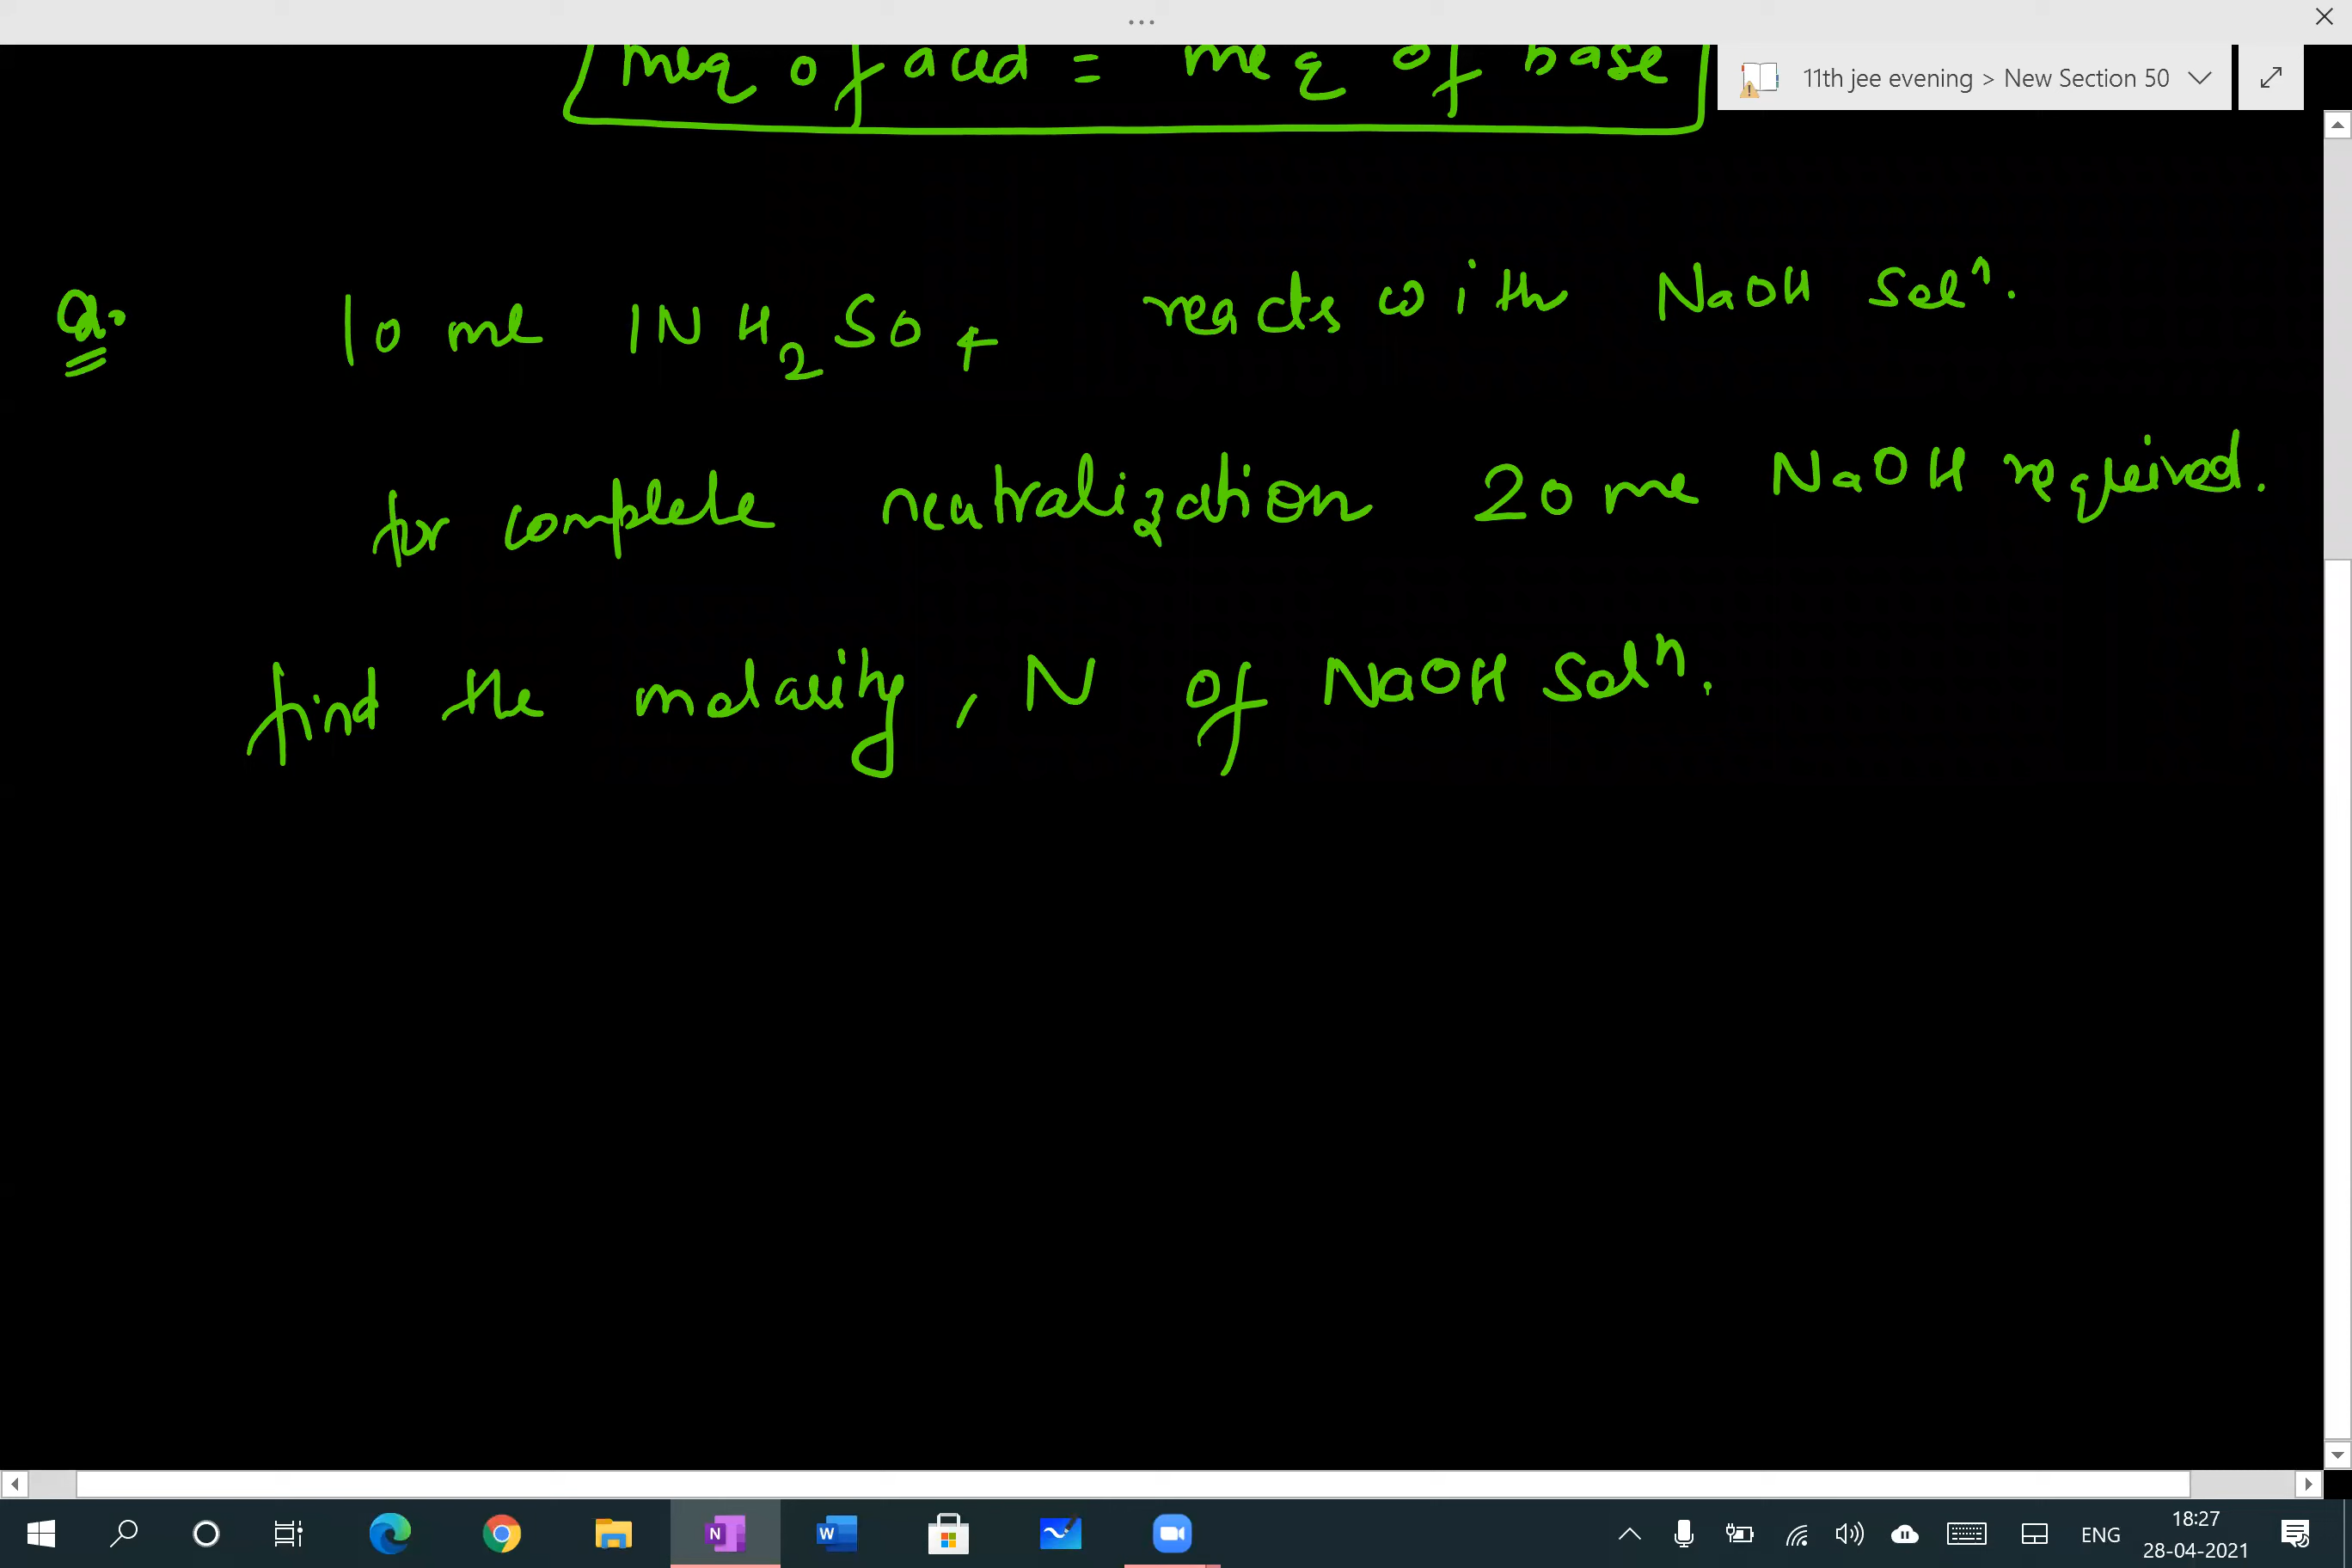 meq of acid = meq of base
11th jee evening > New Section 50
Q. 10 ml 1N H₂SO₄ reacts with NaOH Solⁿ.
for complete neutralization 20 ml NaOH required.
find the molarity, N of NaOH Solⁿ.
ENG
18:27
28-04-2021